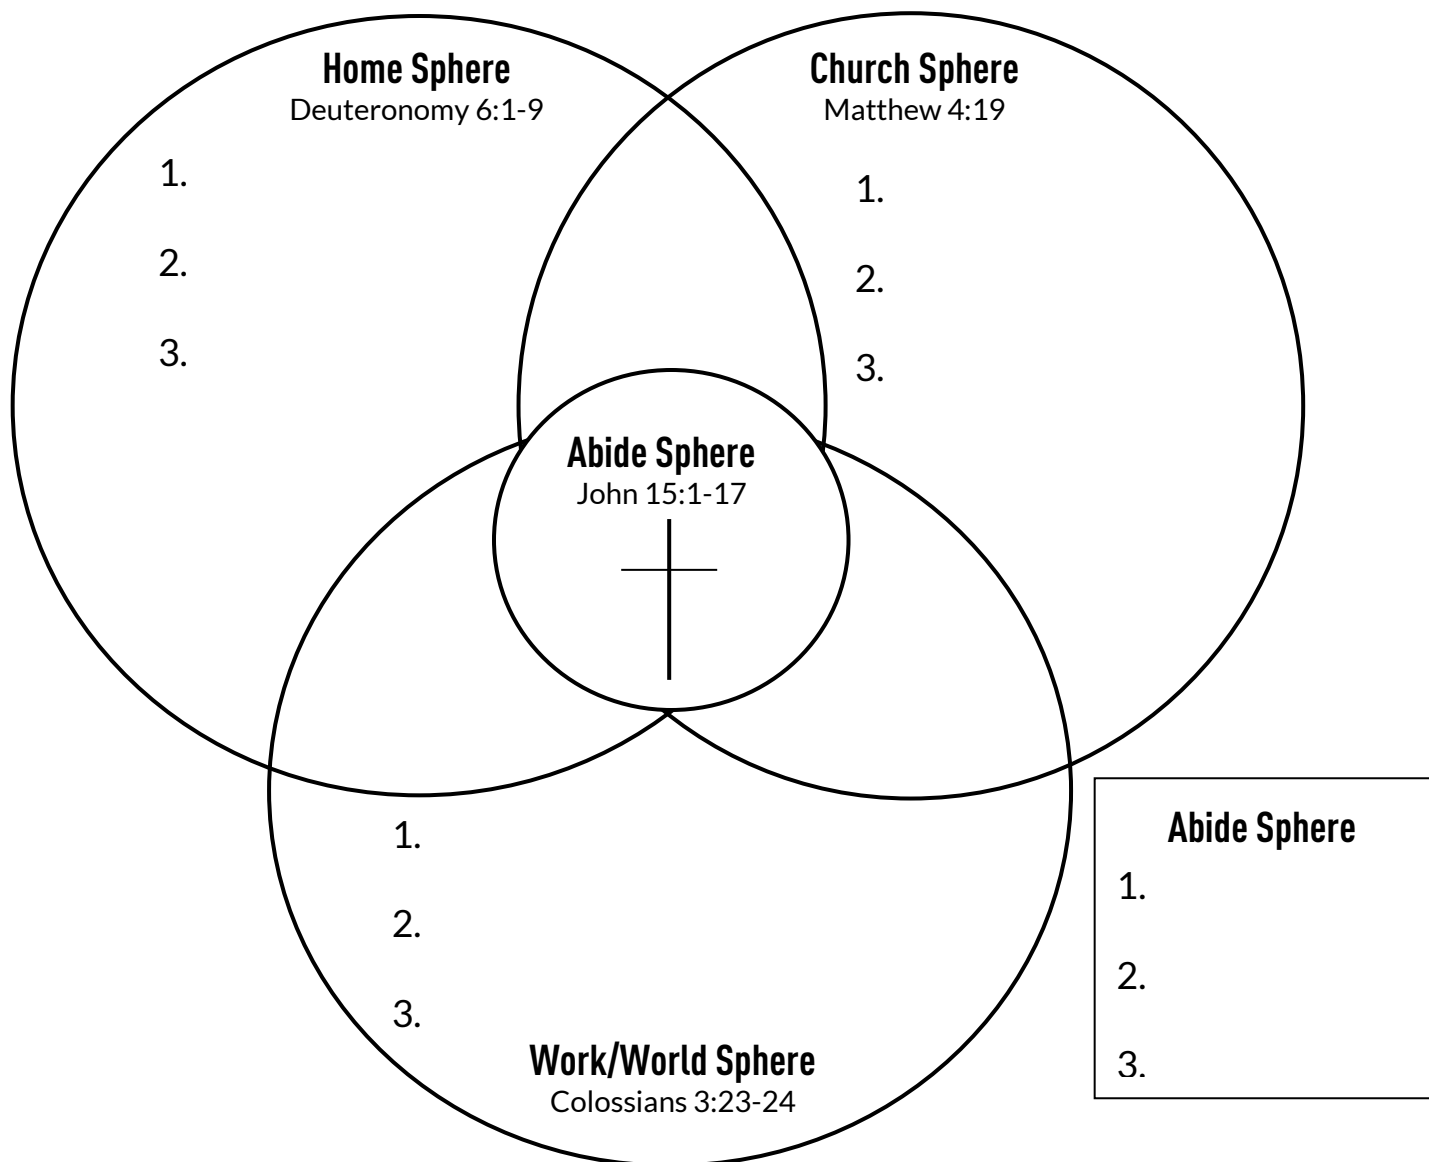 Home Sphere
Deuteronomy 6:1-9
1.
2.
3.
Church Sphere
Matthew 4:19
1.
2.
3.
Abide Sphere
John 15:1-17
1.
2.
3.
Work/World Sphere
Colossians 3:23-24
Abide Sphere
1.
2.
3.